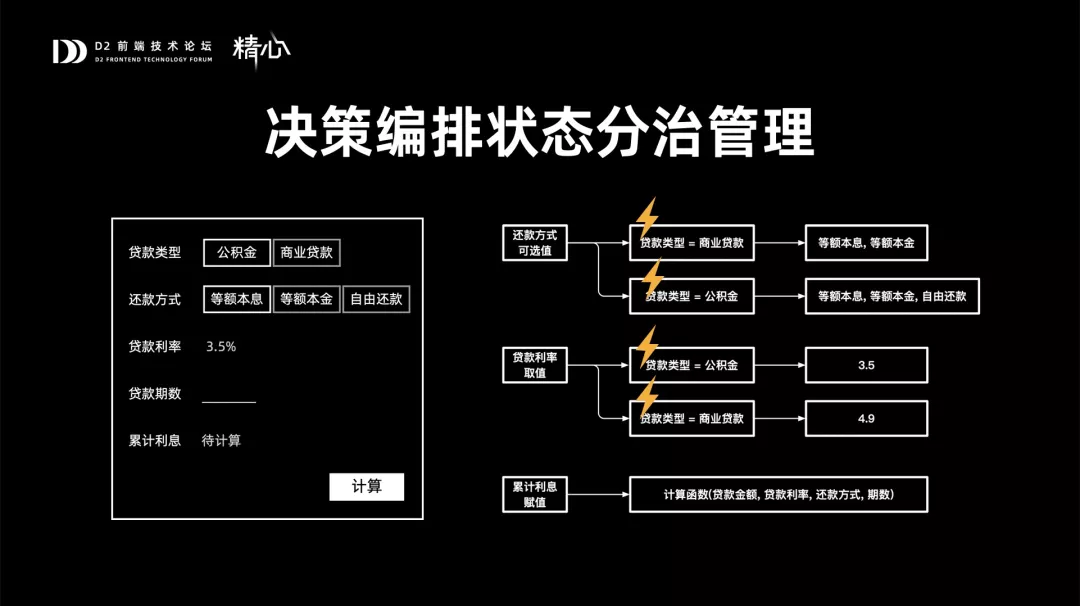 D2 前端技术论坛
D2 FRONTEND TECHNOLOGY FORUM
精心
决策编排状态分治管理
贷款类型 公积金 商业贷款
还款方式 等额本息 等额本金 自由还款
贷款利率 3.5%
贷款期数
累计利息 待计算
计算
还款方式
可选值
贷款类型 = 商业贷款
等额本息, 等额本金
贷款类型 = 公积金
等额本息, 等额本金, 自由还款
贷款利率
取值
贷款类型 = 公积金
3.5
贷款类型 = 商业贷款
4.9
累计利息
赋值
计算函数(贷款金额, 贷款利率, 还款方式, 期数)